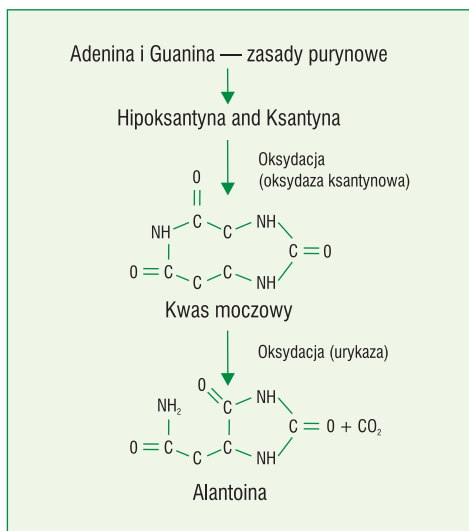 Adenina i Guanina — zasady purynowe
Hipoksantyna and Ksantyna
Oksydacja
(oksydaza ksantynowa)
O
C
NH
C
NH
C = O
O = C
C
C
NH
Kwas moczowy
Oksydacja (urykaza)
NH₂
O
C
NH
C = O + CO₂
O = C
C
C
NH
Alantoina